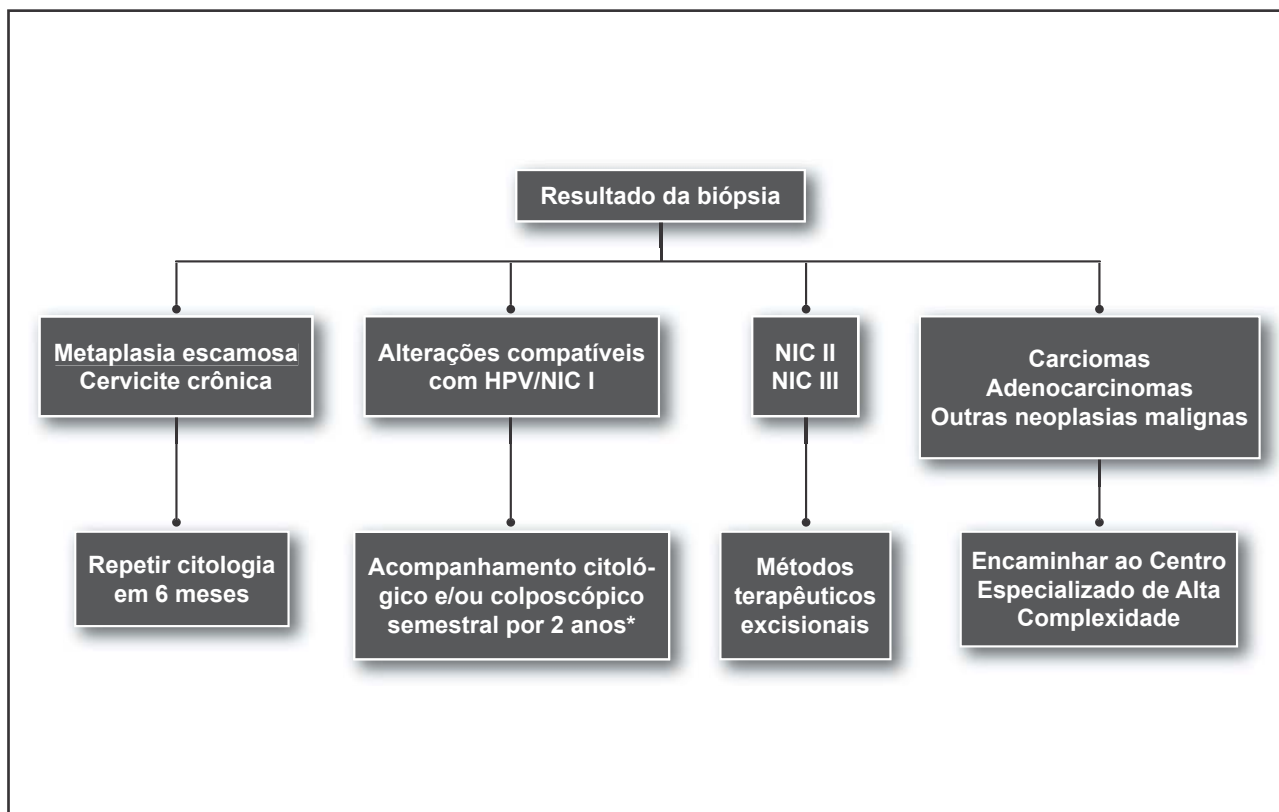 Resultado da biópsia
Metaplasia escamosa
Cervicite crônica
Alterações compatíveis
com HPV/NIC I
NIC II
NIC III
Carciomas
Adenocarcinomas
Outras neoplasias malignas
Repetir citologia
em 6 meses
Acompanhamento citoló-
gico e/ou colposcópico
semestral por 2 anos*
Métodos
terapêuticos
excisionais
Encaminhar ao Centro
Especializado de Alta
Complexidade